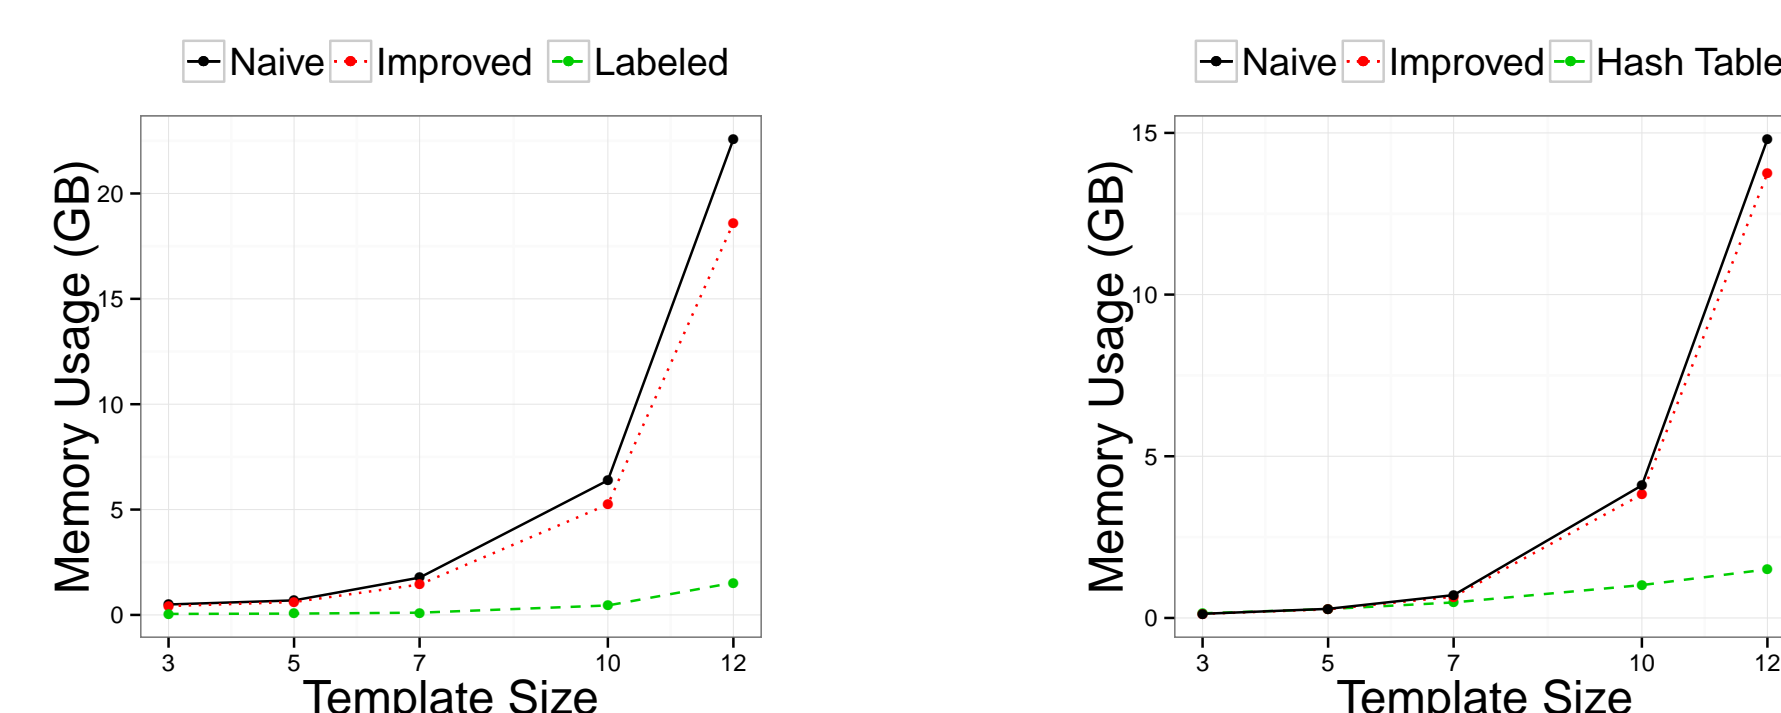 Naive Improved Labeled
Memory Usage (GB)
20
15
10
5
0
3 5 7 10 12
Template Size
Naive Improved Hash Table
Memory Usage (GB)
15
10
5
0
3 5 7 10 12
Template Size